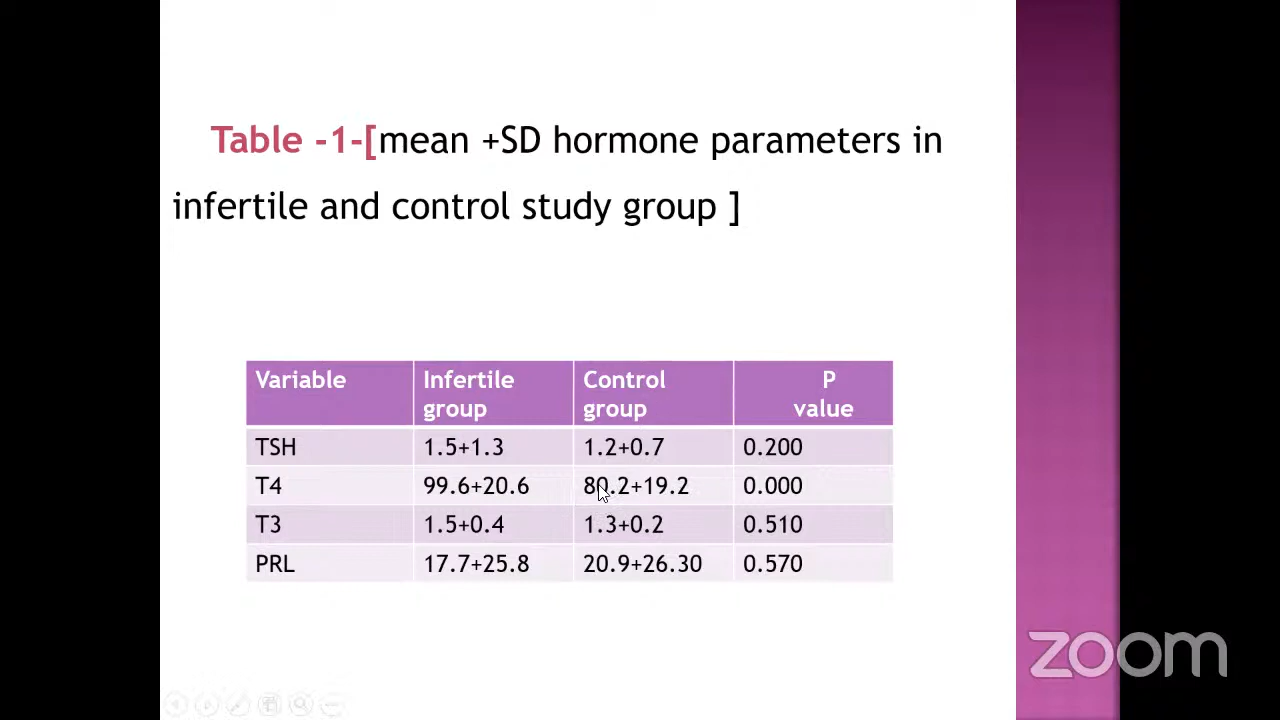 Table -1-[mean +SD hormone parameters in
infertile and control study group ]
Variable Infertile group Control group P value
TSH 1.5+1.3 1.2+0.7 0.200
T4 99.6+20.6 80.2+19.2 0.000
T3 1.5+0.4 1.3+0.2 0.510
PRL 17.7+25.8 20.9+26.30 0.570
zoom